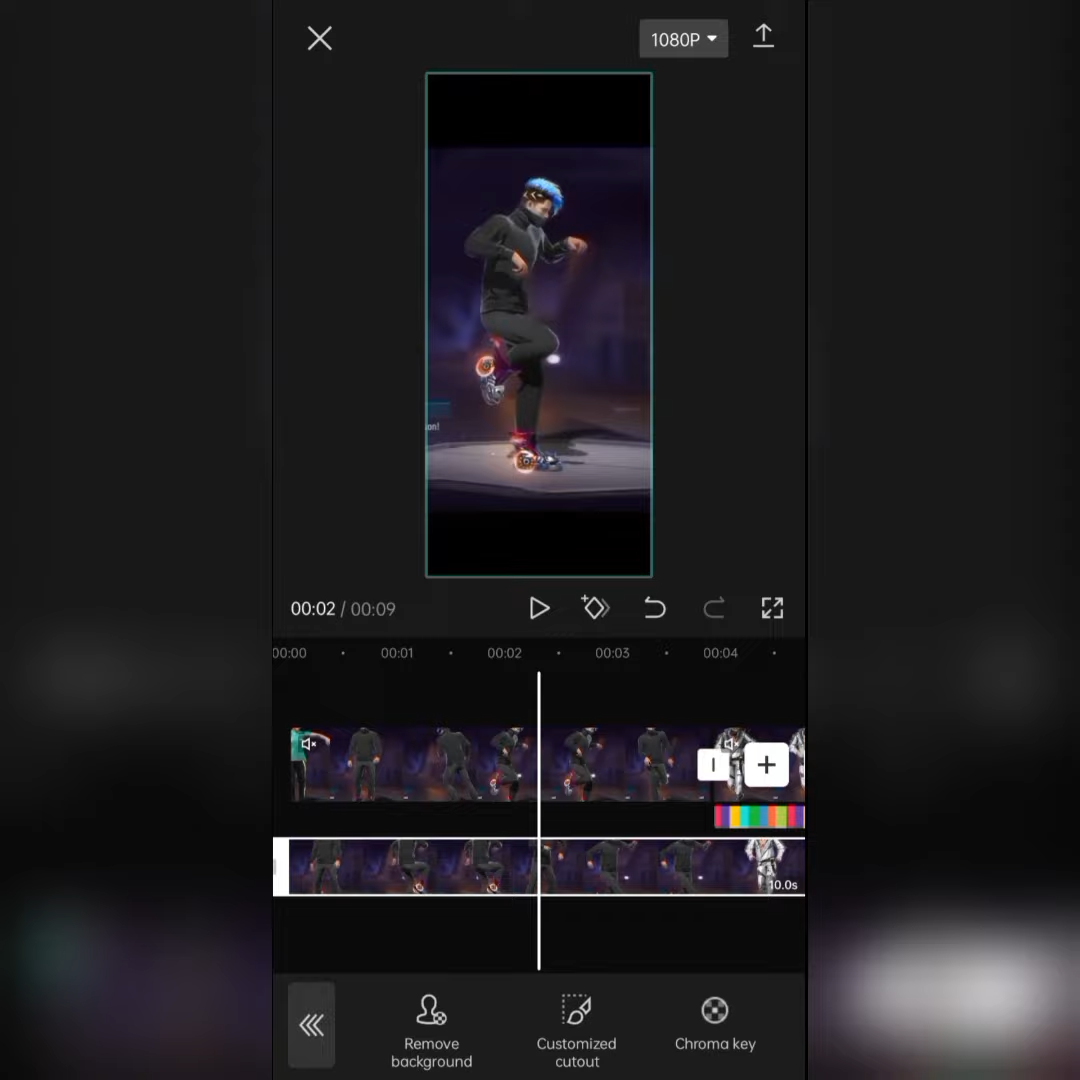 1080P
on!
00:02 / 00:09
00:00 00:01 00:02 00:03 00:04
10.0s
Remove
background
Customized
cutout
Chroma key